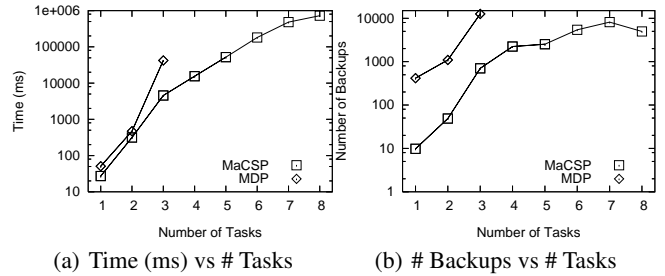 1e+006
100000
10000
1000
100
10
Time (ms)
MaCSP
MDP
1 2 3 4 5 6 7 8
Number of Tasks
(a) Time (ms) vs # Tasks
10000
1000
100
10
1
Number of Backups
MaCSP
MDP
1 2 3 4 5 6 7 8
Number of Tasks
(b) # Backups vs # Tasks